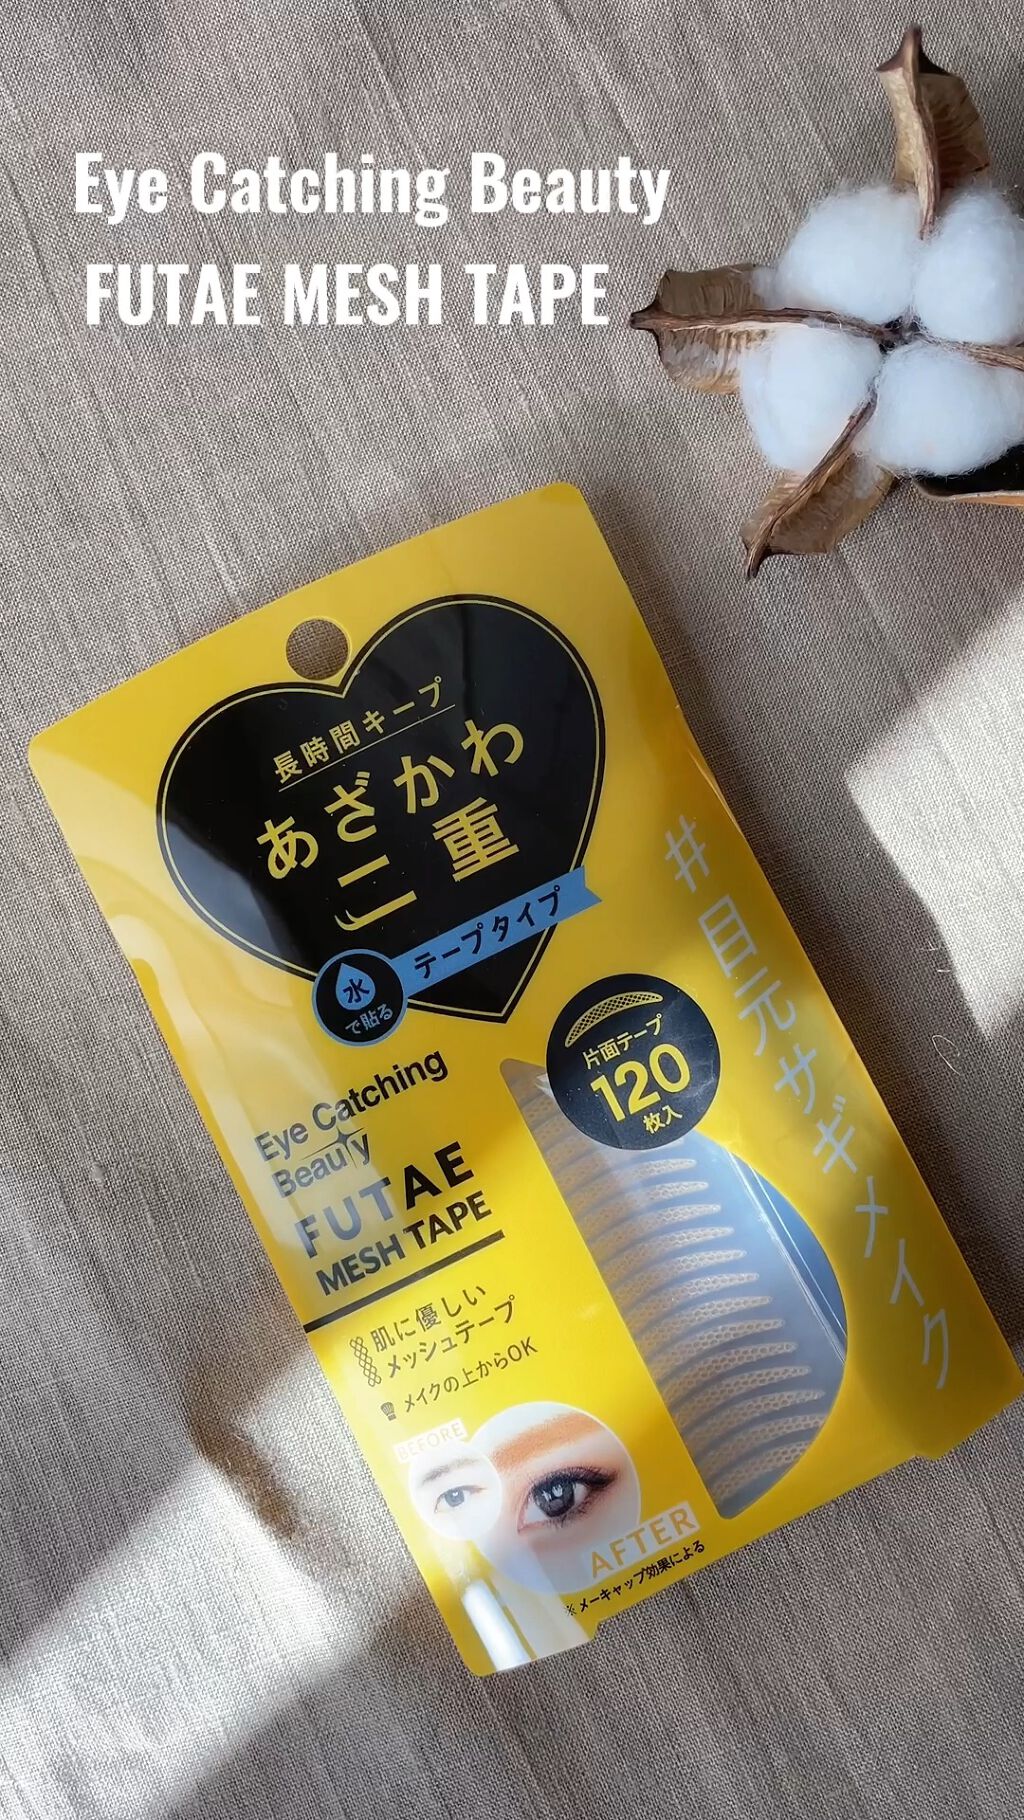 Eye Catching Beauty
FUTAE MESH TAPE
長時間キープ
あざかわ
二重
水
で貼る
テープタイプ
片面テープ
120
枚入
#目元サギメイク
Eye Catching
Beauty
FUTAE
MESH TAPE
肌に優しい
メッシュテープ
メイクの上からOK
BEFORE
AFTER
※メーキャップ効果による